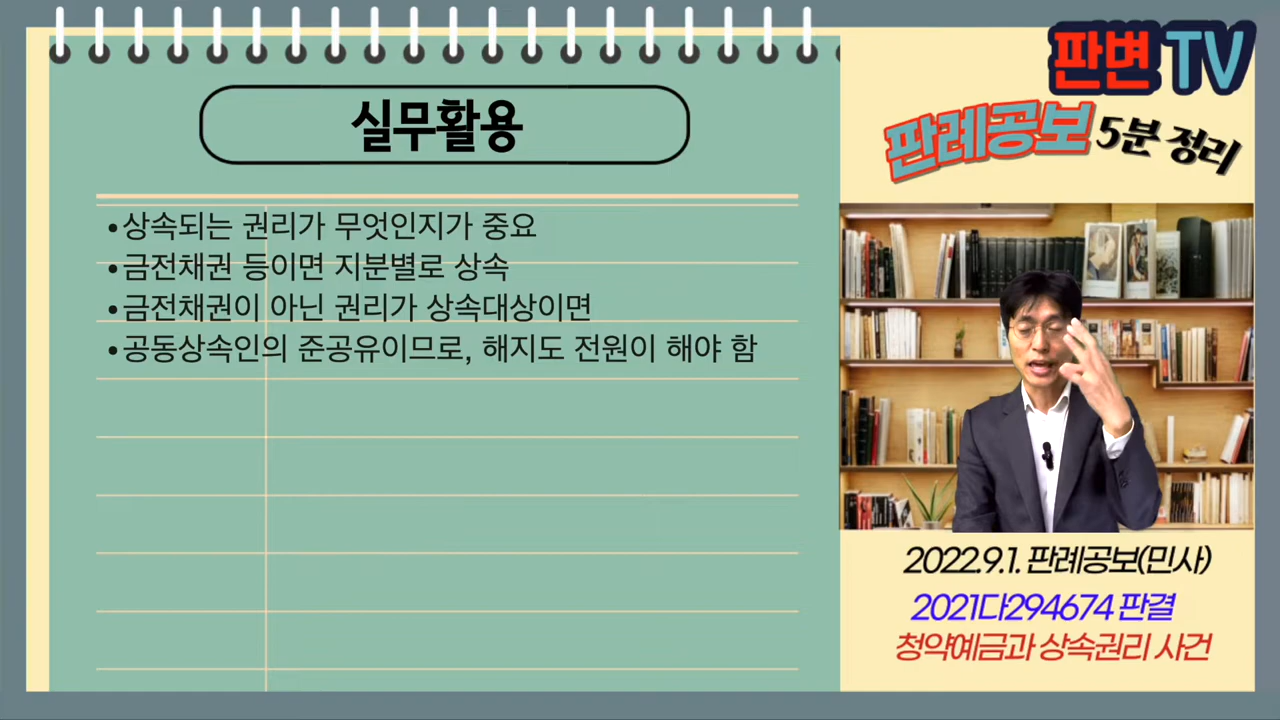 판변 TV
판례공보 5분 정리
실무활용
•상속되는 권리가 무엇인지가 중요
•금전채권 등이면 지분별로 상속
•금전채권이 아닌 권리가 상속대상이면
•공동상속인의 준공유이므로, 해지도 전원이 해야 함
2022.9.1. 판례공보(민사)
2021다294674 판결
청약예금과 상속권리 사건